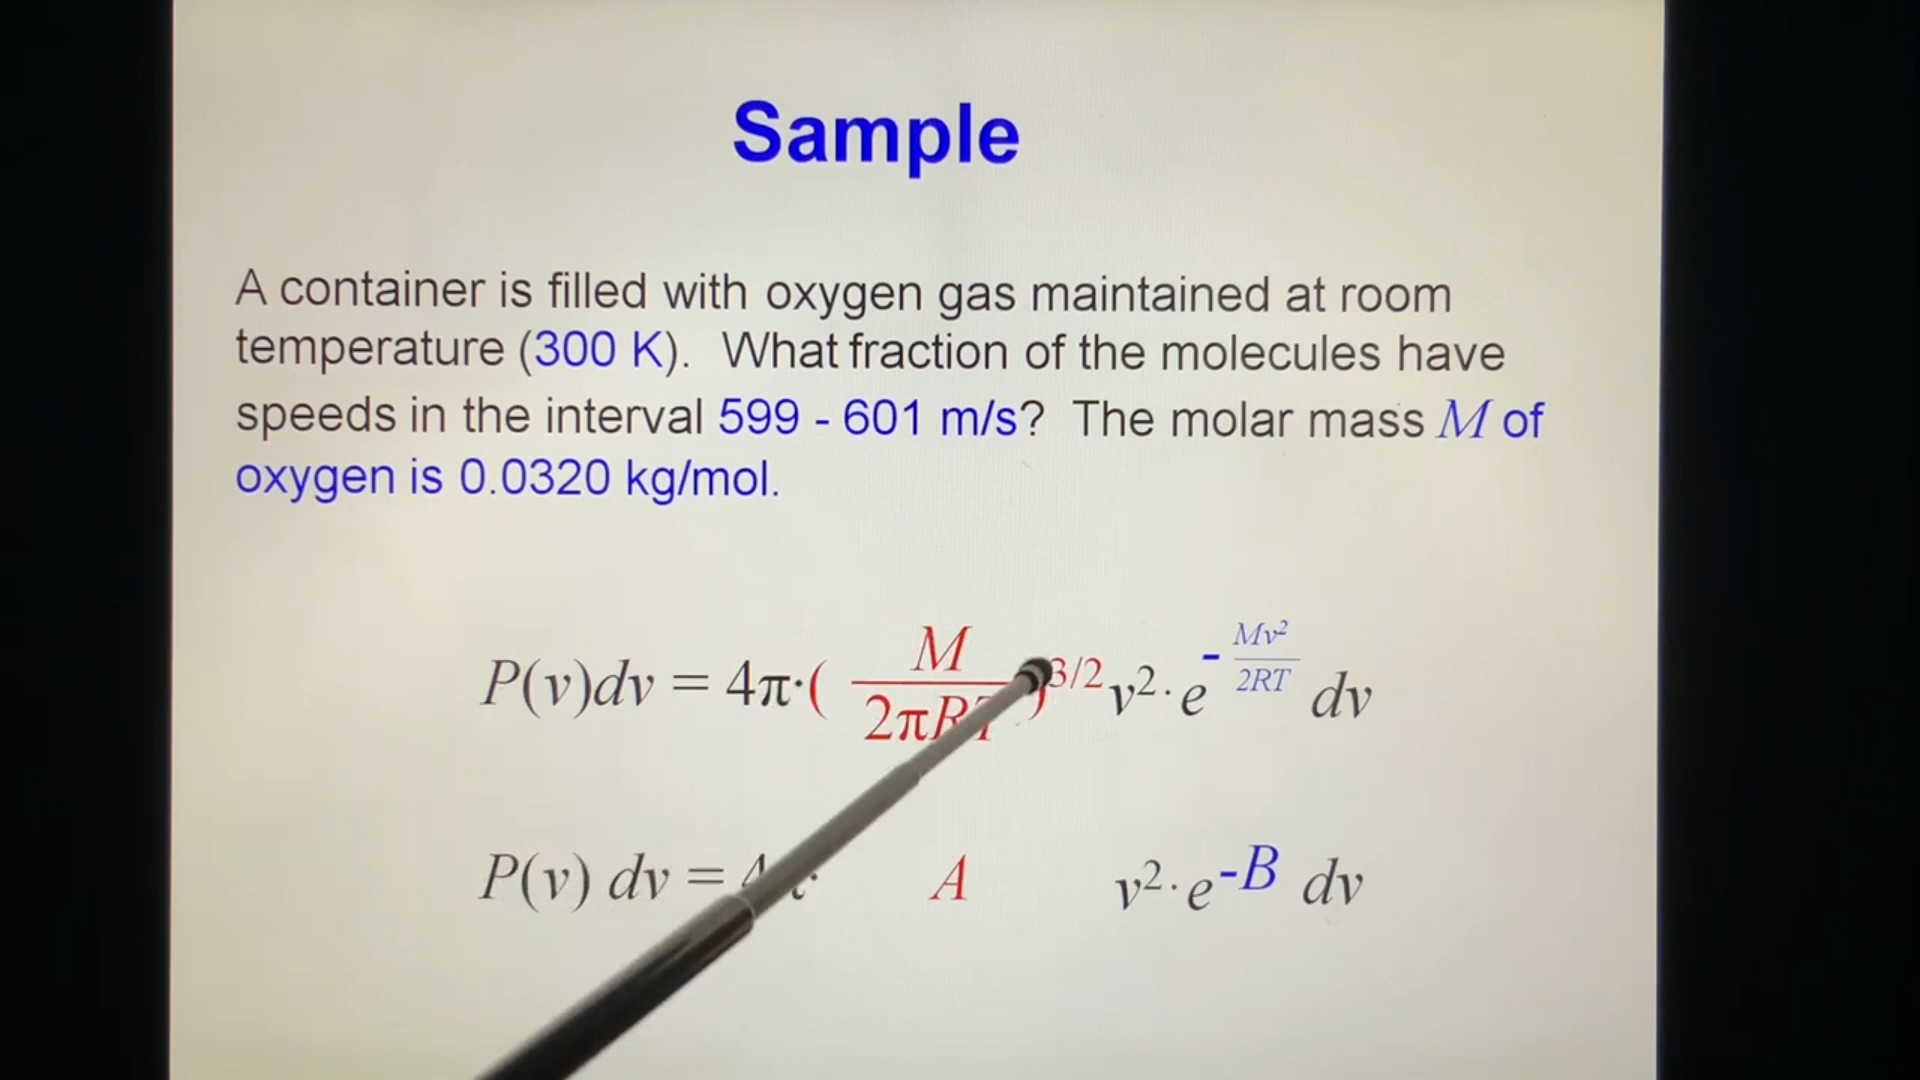 Sample
A container is filled with oxygen gas maintained at room
temperature (300 K). What fraction of the molecules have
speeds in the interval 599 - 601 m/s? The molar mass M of
oxygen is 0.0320 kg/mol.
P(v)dv = 4π·( M / 2πRT )^3/2 v²·e^-Mv²/2RT dv
P(v) dv = 4π· A v²·e^-B dv